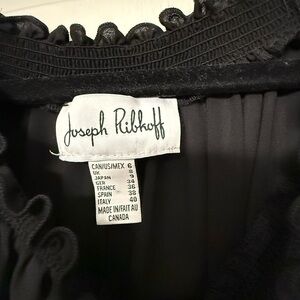 Joseph Ribkoff
CAN/US/MEX. 6
UK 8
JAPAN 9
GER 34
FRANCE 36
SPAIN 38
ITALY 40
MADE IN/FAIT AU
CANADA